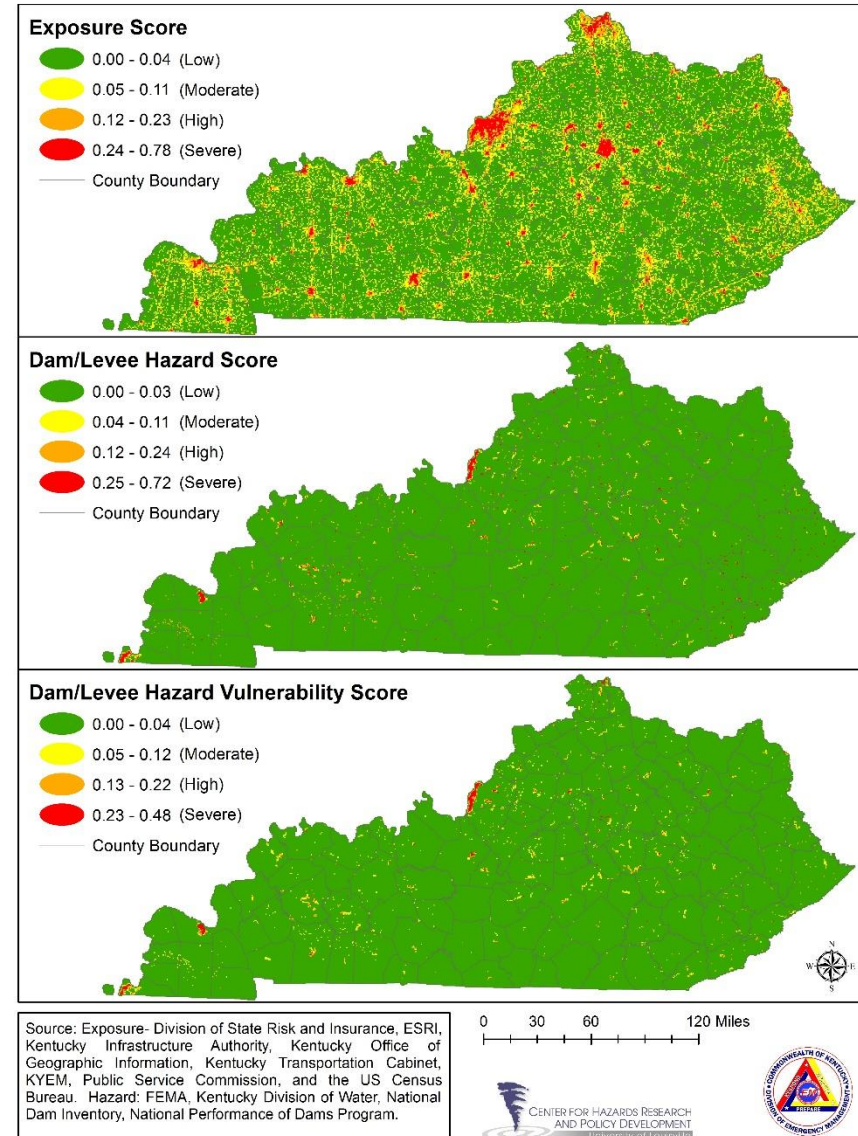 Exposure Score
0.00 - 0.04 (Low)
0.05 - 0.11 (Moderate)
0.12 - 0.23 (High)
0.24 - 0.78 (Severe)
County Boundary
Dam/Levee Hazard Score
0.00 - 0.03 (Low)
0.04 - 0.11 (Moderate)
0.12 - 0.24 (High)
0.25 - 0.72 (Severe)
County Boundary
Dam/Levee Hazard Vulnerability Score
0.00 - 0.04 (Low)
0.05 - 0.12 (Moderate)
0.13 - 0.22 (High)
0.23 - 0.48 (Severe)
County Boundary
N
W E
S
Source: Exposure- Division of State Risk and Insurance, ESRI,
Kentucky Infrastructure Authority, Kentucky Office of
Geographic Information, Kentucky Transportation Cabinet,
KYEM, Public Service Commission, and the US Census
Bureau. Hazard: FEMA, Kentucky Division of Water, National
Dam Inventory, National Performance of Dams Program.
0 30 60 120 Miles
CENTER FOR HAZARDS RESEARCH
AND POLICY DEVELOPMENT
COMMONWEALTH OF KENTUCKY
DIVISION OF EMERGENCY MANAGEMENT
PREPARE